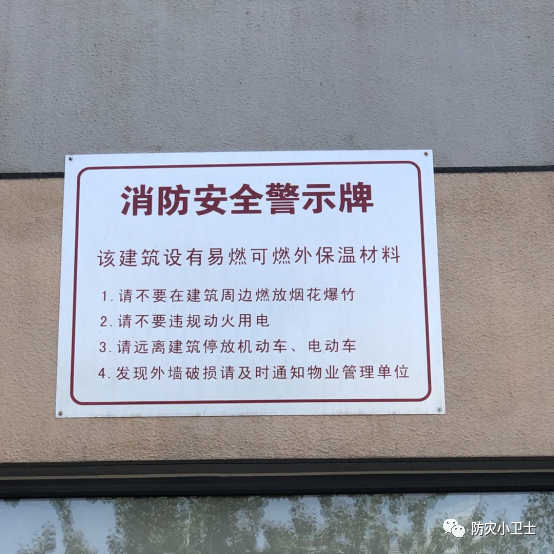 消防安全警示牌
该建筑设有易燃可燃外保温材料
1.请不要在建筑周边燃放烟花爆竹
2.请不要违规动火用电
3.请远离建筑停放机动车、电动车
4.发现外墙破损请及时通知物业管理单位
防灾小卫士